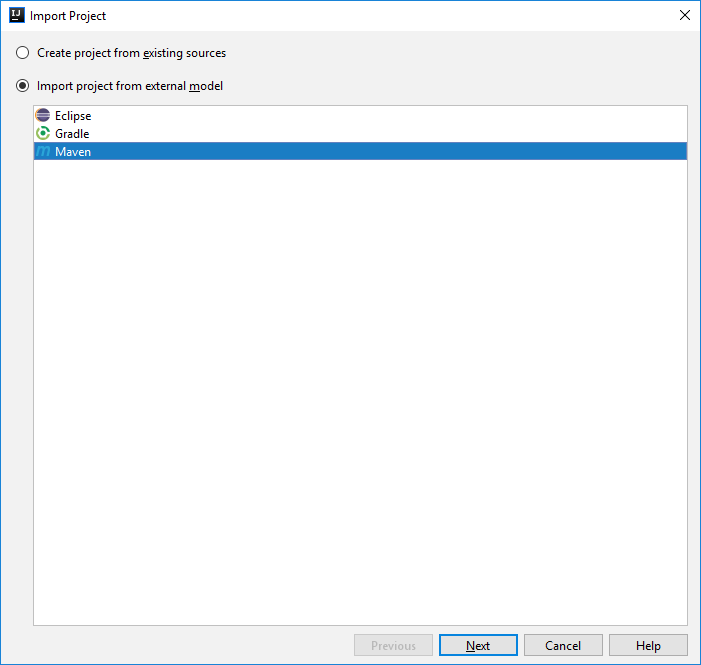 IJ Import Project
Create project from existing sources
Import project from external model
Eclipse
Gradle
m Maven
Previous Next Cancel Help